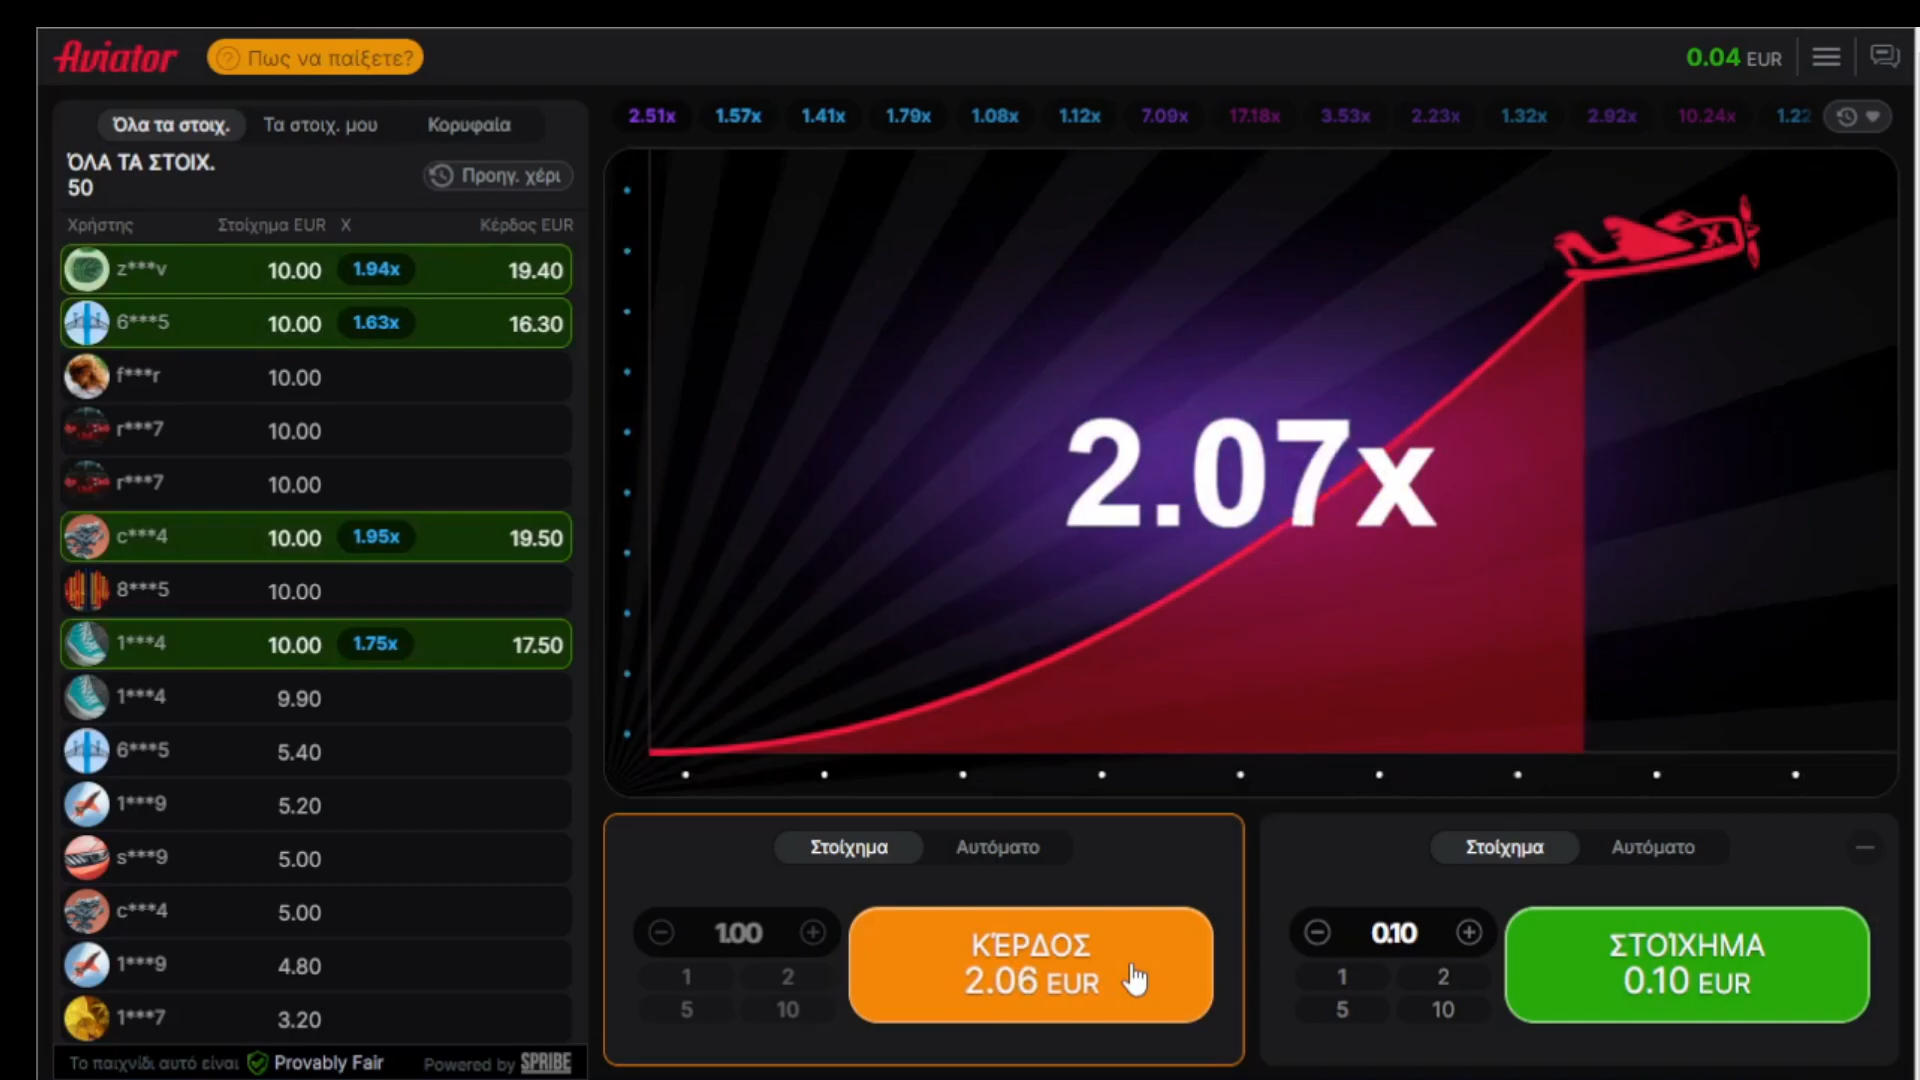 Aviator
Πως να παίξετε?
0.04 EUR
Όλα τα στοιχ. Τα στοιχ. μου Κορυφαία
ΌΛΑ ΤΑ ΣΤΟΙΧ.
50
Προηγ. χέρι
Χρήστης Στοίχημα EUR X Κέρδος EUR
z***v 10.00 1.94x 19.40
6***5 10.00 1.63x 16.30
f***r 10.00
r***7 10.00
r***7 10.00
c***4 10.00 1.95x 19.50
8***5 10.00
1***4 10.00 1.75x 17.50
1***4 9.90
6***5 5.40
1***9 5.20
s***9 5.00
c***4 5.00
1***9 4.80
1***7 3.20
Το παιχνίδι αυτό είναι Provably Fair Powered by SPRIBE
2.51x 1.57x 1.41x 1.79x 1.08x 1.12x 7.09x 17.18x 3.53x 2.23x 1.32x 2.92x 10.24x 1.22
X
2.07x
Στοίχημα Αυτόματο
1.00
1 2
5 10
ΚΈΡΔΟΣ
2.06 EUR
Στοίχημα Αυτόματο
0.10
1 2
5 10
ΣΤΟΊΧΗΜΑ
0.10 EUR